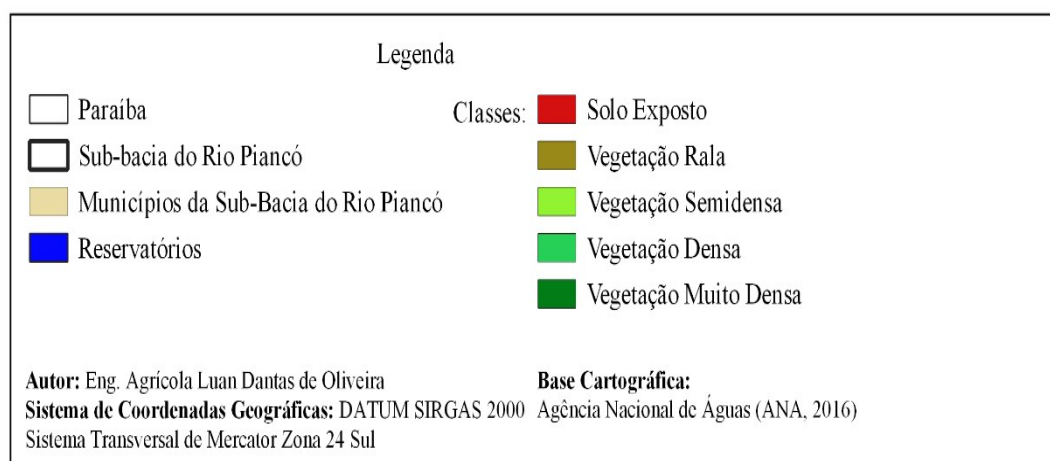 Legenda
Paraíba
Sub-bacia do Rio Piancó
Municípios da Sub-Bacia do Rio Piancó
Reservatórios
Classes:
Solo Exposto
Vegetação Rala
Vegetação Semidensa
Vegetação Densa
Vegetação Muito Densa
Autor: Eng. Agrícola Luan Dantas de Oliveira
Sistema de Coordenadas Geográficas: DATUM SIRGAS 2000
Sistema Transversal de Mercator Zona 24 Sul
Base Cartográfica:
Agência Nacional de Águas (ANA, 2016)